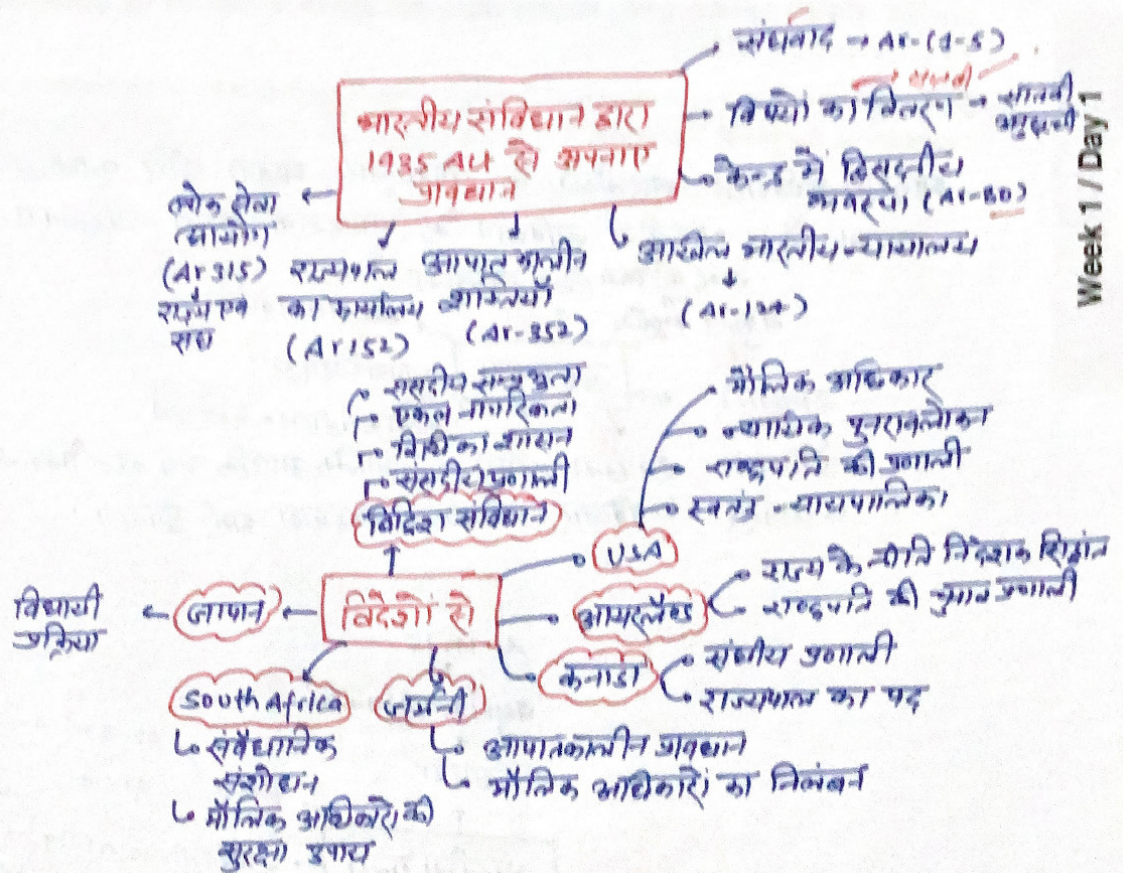 भारतीय संविधान द्वारा
1935 Act से अपनाए
प्रावधान
संघवाद → Ar-(1-5)
विषयों का वितरण → सातवी
अनुसूची
केन्द्र में द्विसदनीय
व्यवस्था (Ar-80)
अखिल भारतीय न्यायालय
(Ar-124)
आपातकालीन
शक्तियाँ
(Ar-352)
राज्यपाल
का कार्यालय
(Ar152)
लोक सेवा
आयोग
(Ar315)
राज्य एवं
संघ
Week 1 / Day 1
विदेशों से
संसदीय सम्प्रभुता
एकल नागरिकता
विधि का शासन
संसदीय प्रणाली
ब्रिटिश संविधान
USA
मौलिक अधिकार
न्यायिक पुनरावलोकन
राष्ट्रपति की प्रणाली
स्वतंत्र न्यायपालिका
आयरलैण्ड
राज्य के नीति निदेशक सिद्धांत
राष्ट्रपति की चुनाव प्रणाली
कनाडा
संघीय प्रणाली
राज्यपाल का पद
जर्मनी
आपातकालीन प्रावधान
मौलिक अधिकारों का निलंबन
South Africa
संवैधानिक
संशोधन
मौलिक अधिकारों की
सुरक्षा उपाय
जापान
विधायी
प्रक्रिया